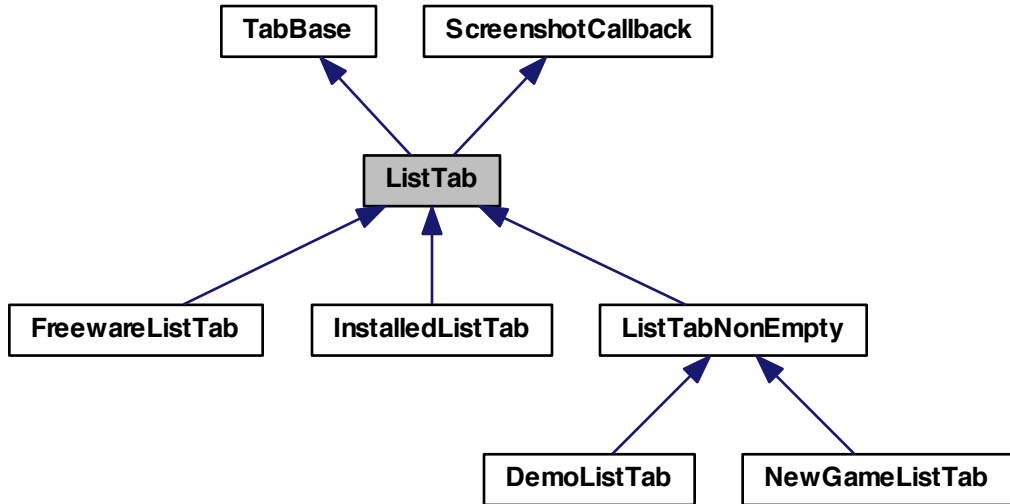 TabBase
ScreenshotCallback
ListTab
FreewareListTab
InstalledListTab
ListTabNonEmpty
DemoListTab
NewGameListTab